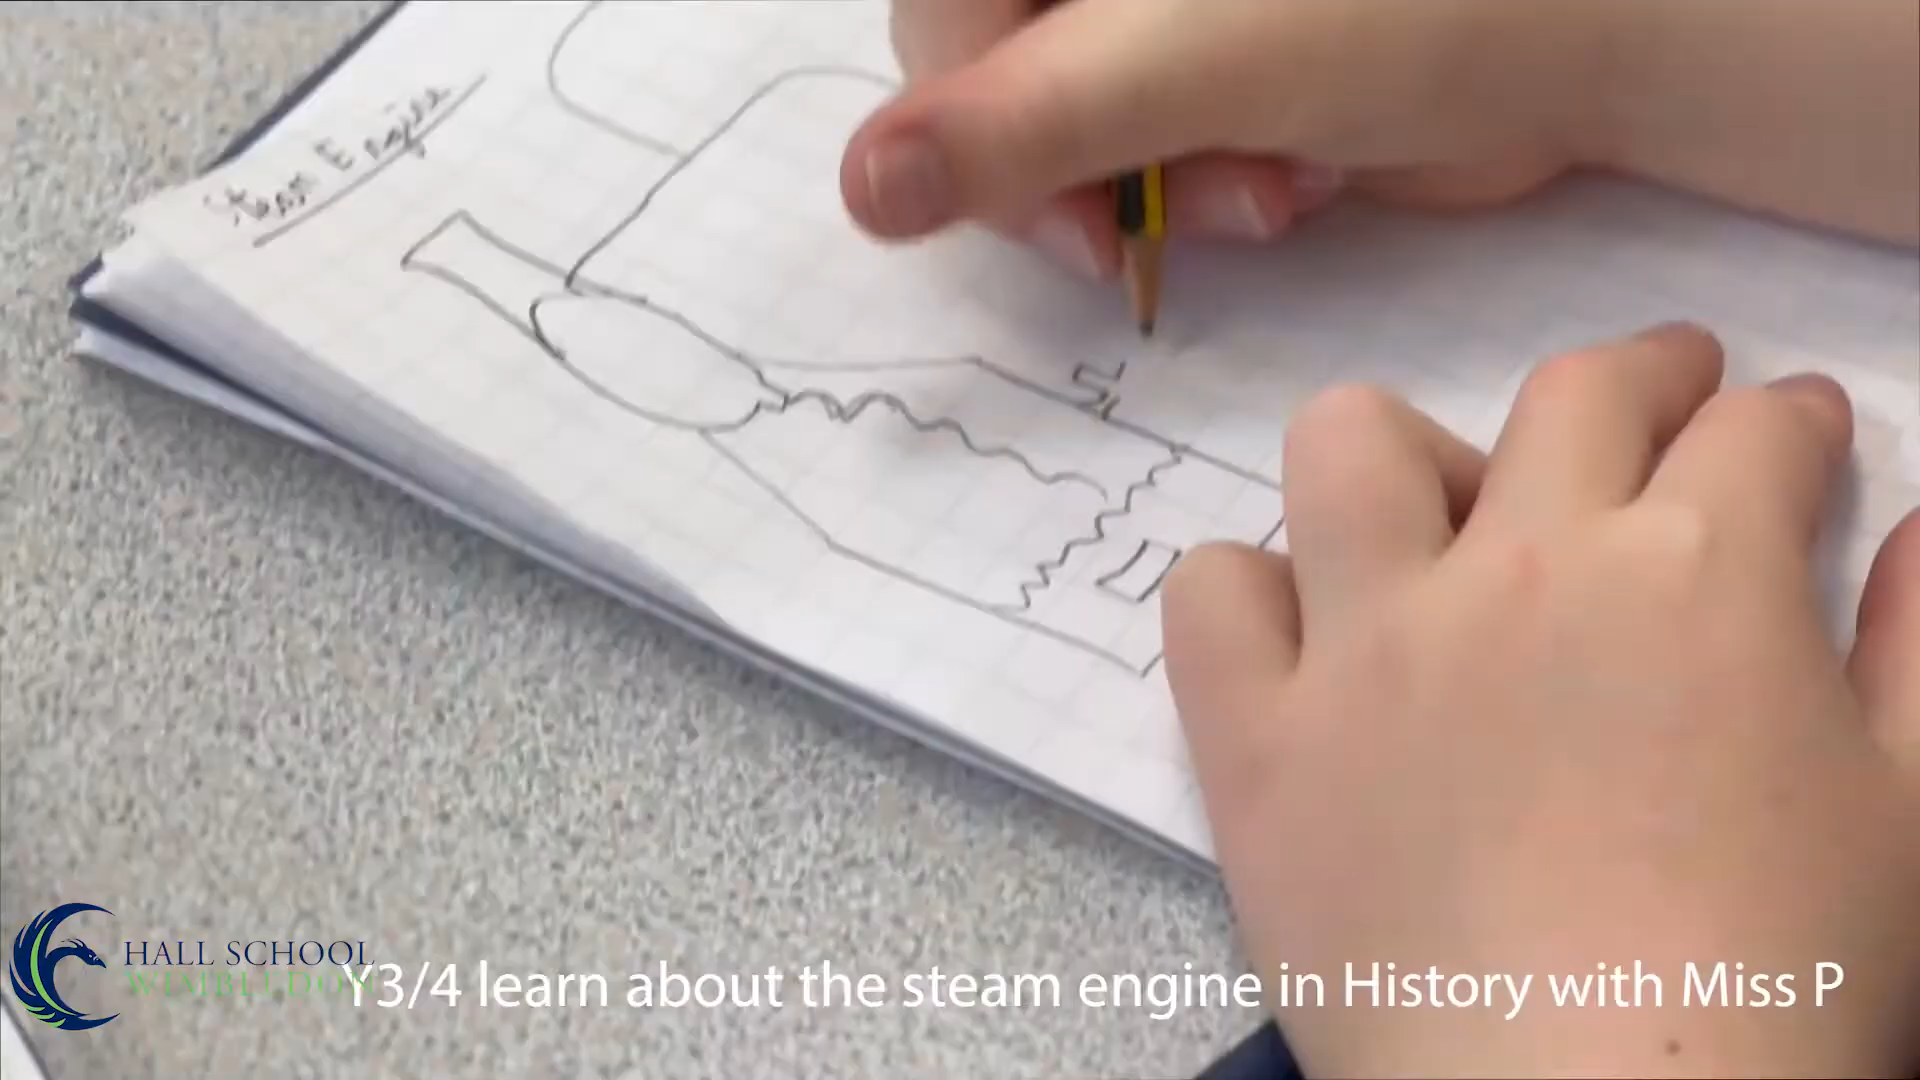 Steam Engine
HALL SCHOOL
WIMBLEDON
Y3/4 learn about the steam engine in History with Miss P